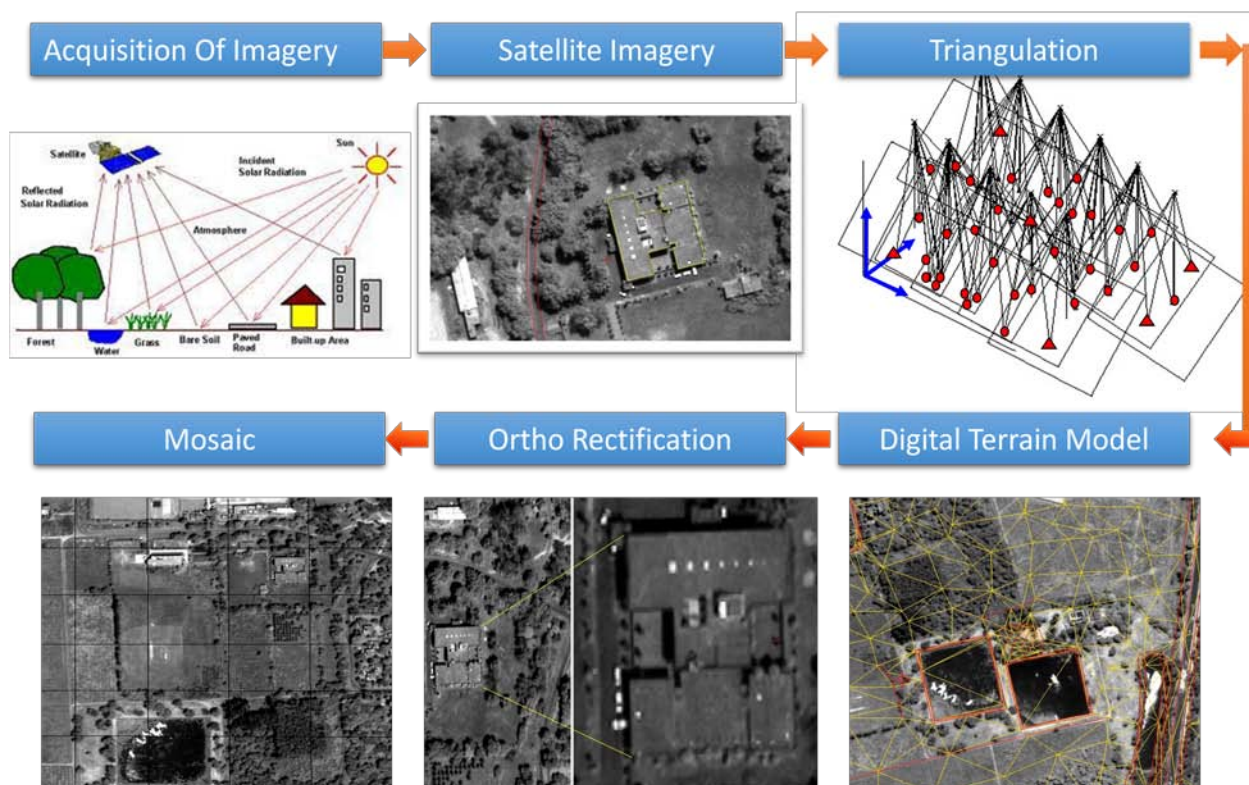 Acquisition Of Imagery
Satellite Imagery
Triangulation
Satellite
Sun
Incident
Solar Radiation
Reflected
Solar Radiation
Atmosphere
Forest
Water
Grass
Bare Soil
Paved
Road
Built up Area
Mosaic
Ortho Rectification
Digital Terrain Model